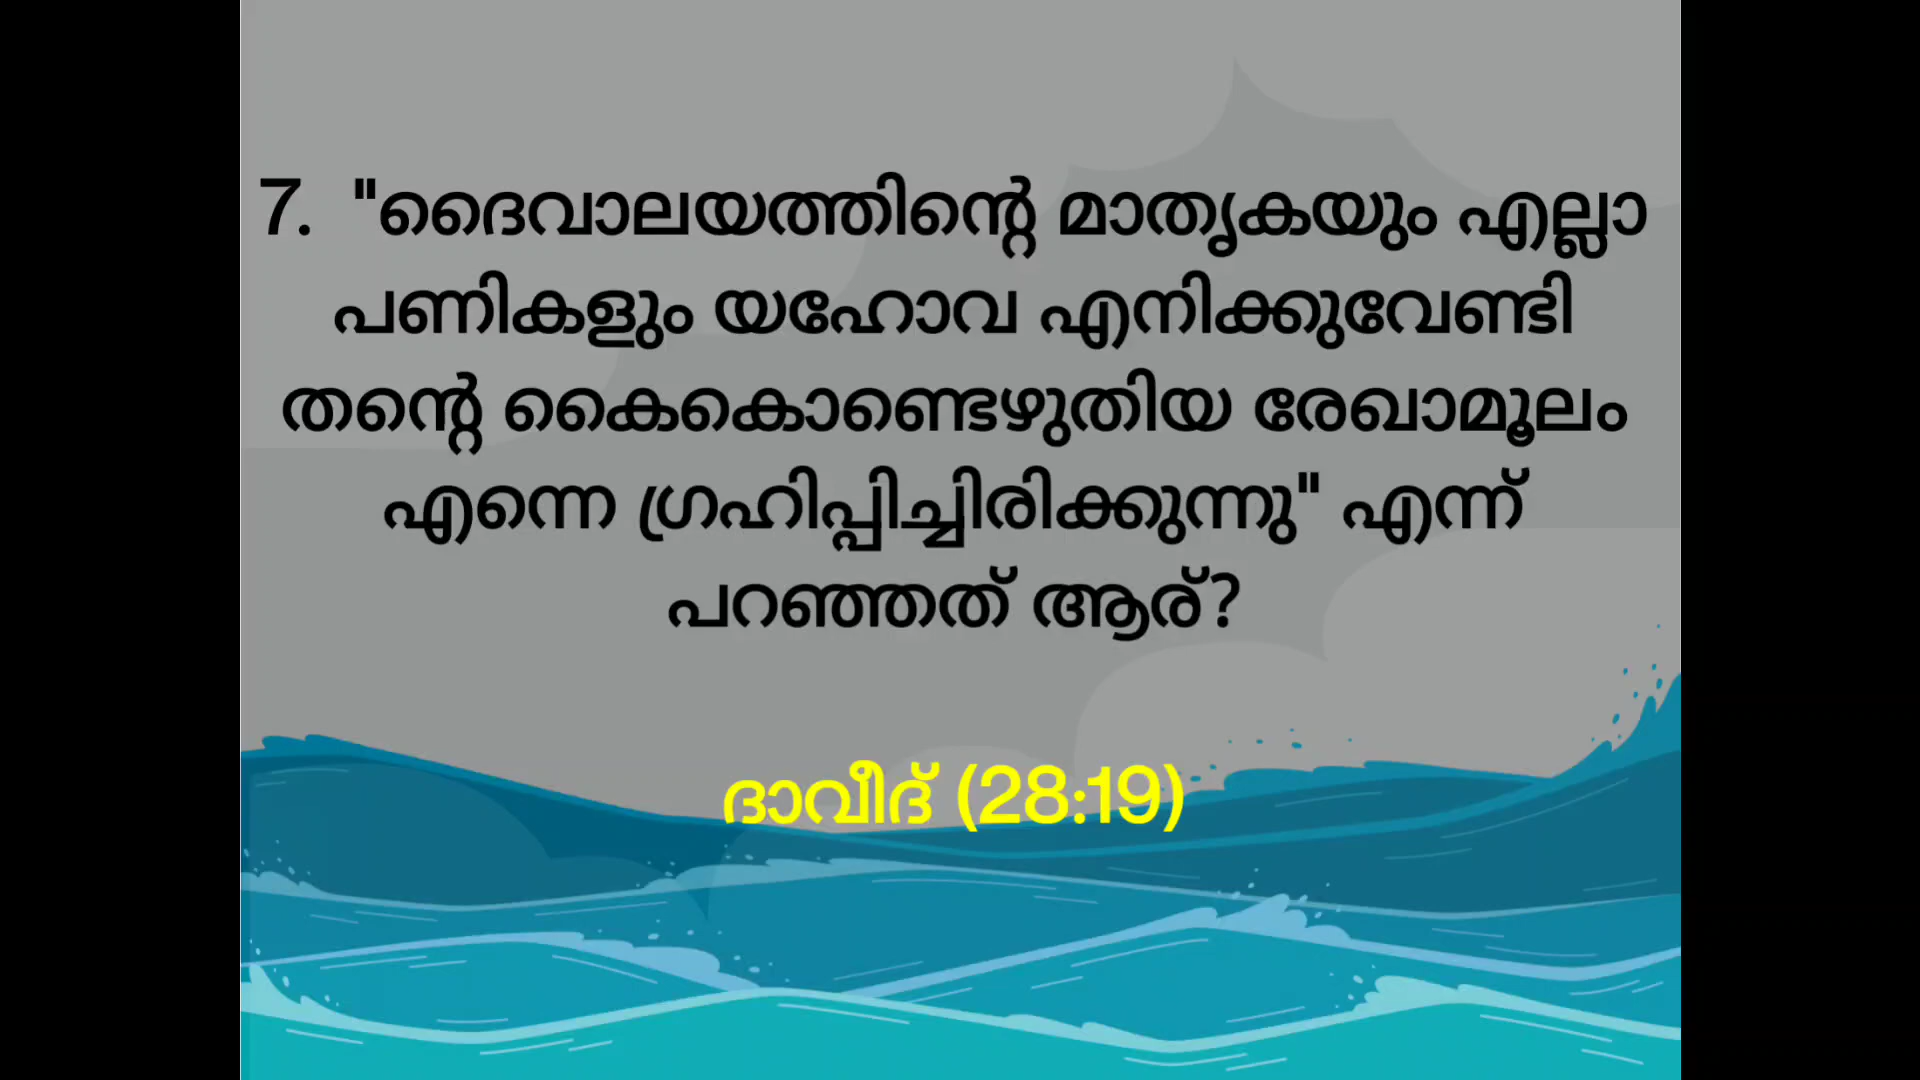 7. "ദൈവാലയത്തിന്റെ മാതൃകയും എല്ലാ
പണികളും യഹോവ എനിക്കുവേണ്ടി
തന്റെ കൈകൊണ്ടെഴുതിയ രേഖാമൂലം
എന്നെ ഗ്രഹിപ്പിച്ചിരിക്കുന്നു" എന്ന്
പറഞ്ഞത് ആര്?
ദാവീദ് (28:19)